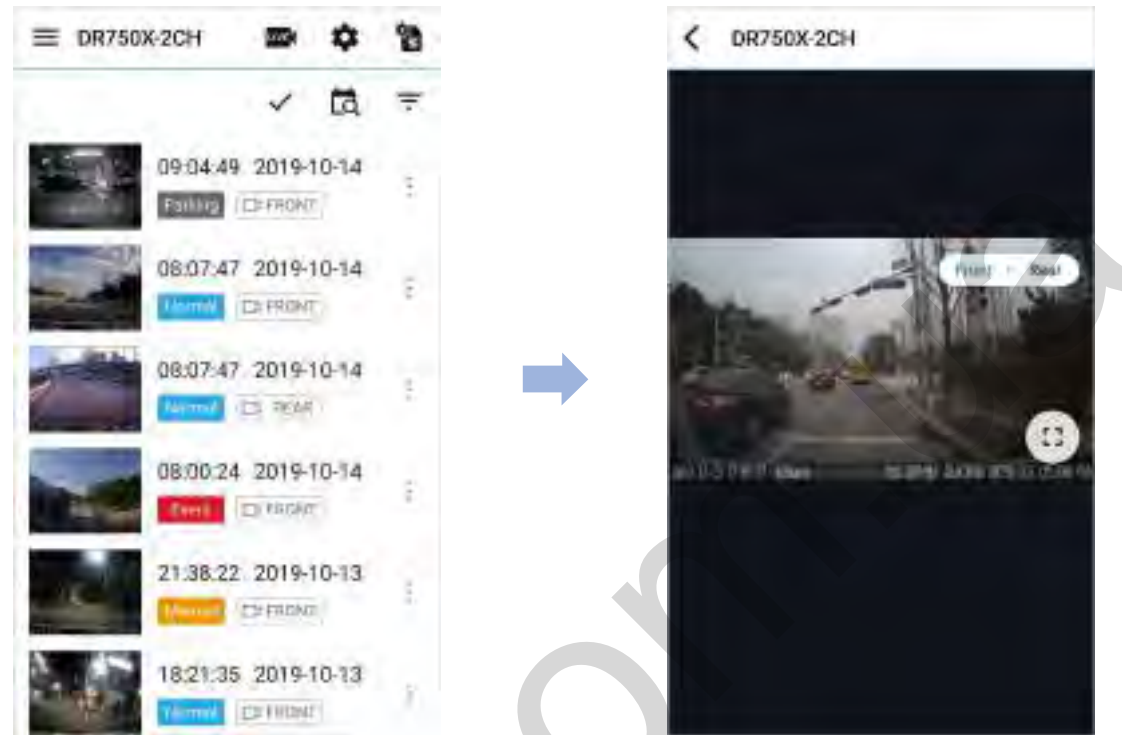 DR750X-2CH
09:04:49 2019-10-14
Parking FRONT
08:07:47 2019-10-14
Normal FRONT
08:07:47 2019-10-14
Normal REAR
08:00:24 2019-10-14
Event FRONT
21:38:22 2019-10-13
Manual FRONT
18:21:35 2019-10-13
Normal FRONT
DR750X-2CH
Front Rear